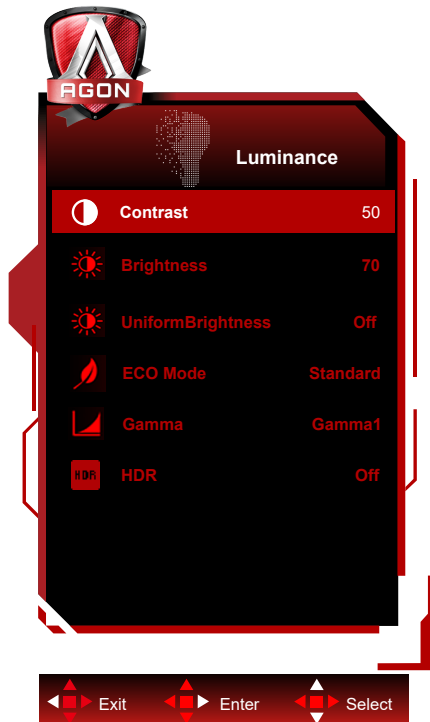 AGON
Luminance
Contrast 50
Brightness 70
UniformBrightness Off
ECO Mode Standard
Gamma Gamma1
HDR HDR Off
Exit Enter Select